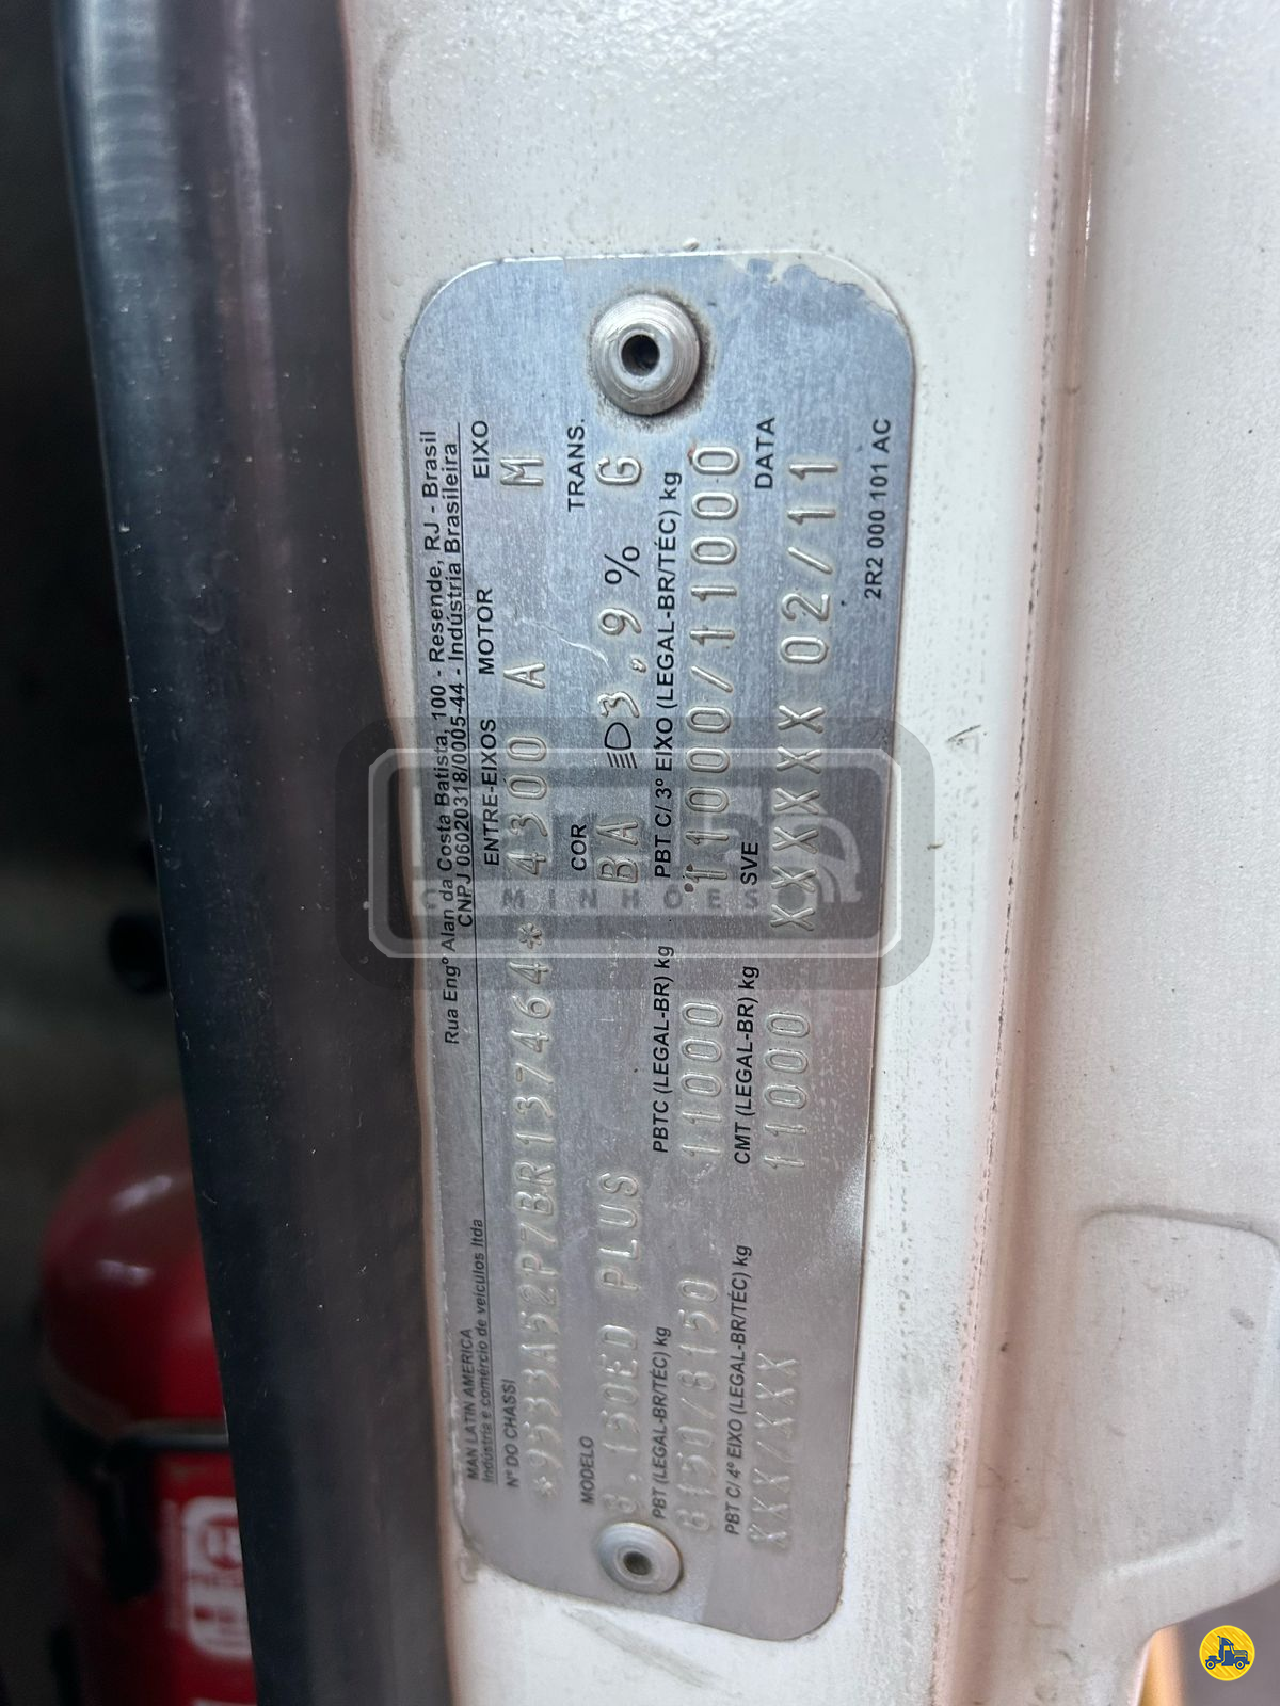 MAN LATIN AMERICA
Indústria e comércio de veículos ltda
Rua Engº Alan da Costa Batista, 100 - Resende, RJ - Brasil
CNPJ 06020318/0005-44 - Indústria Brasileira
Nº DO CHASSI ENTRE-EIXOS MOTOR EIXO
*9533A52P7BR137464* 4300 A M
MODELO COR TRANS.
8.150ED PLUS BA 3.9% G
PBT (LEGAL-BR/TÉC) kg PBTC (LEGAL-BR) kg PBT C/ 3º EIXO (LEGAL-BR/TÉC) kg
8150/8150 11000 11000/11000
PBT C/ 4º EIXO (LEGAL-BR/TÉC) kg CMT (LEGAL-BR) kg SVE DATA
XXX/XXX 11000 XXXXXX 02/11
2R2 000 101 AC
CAMINHÕES